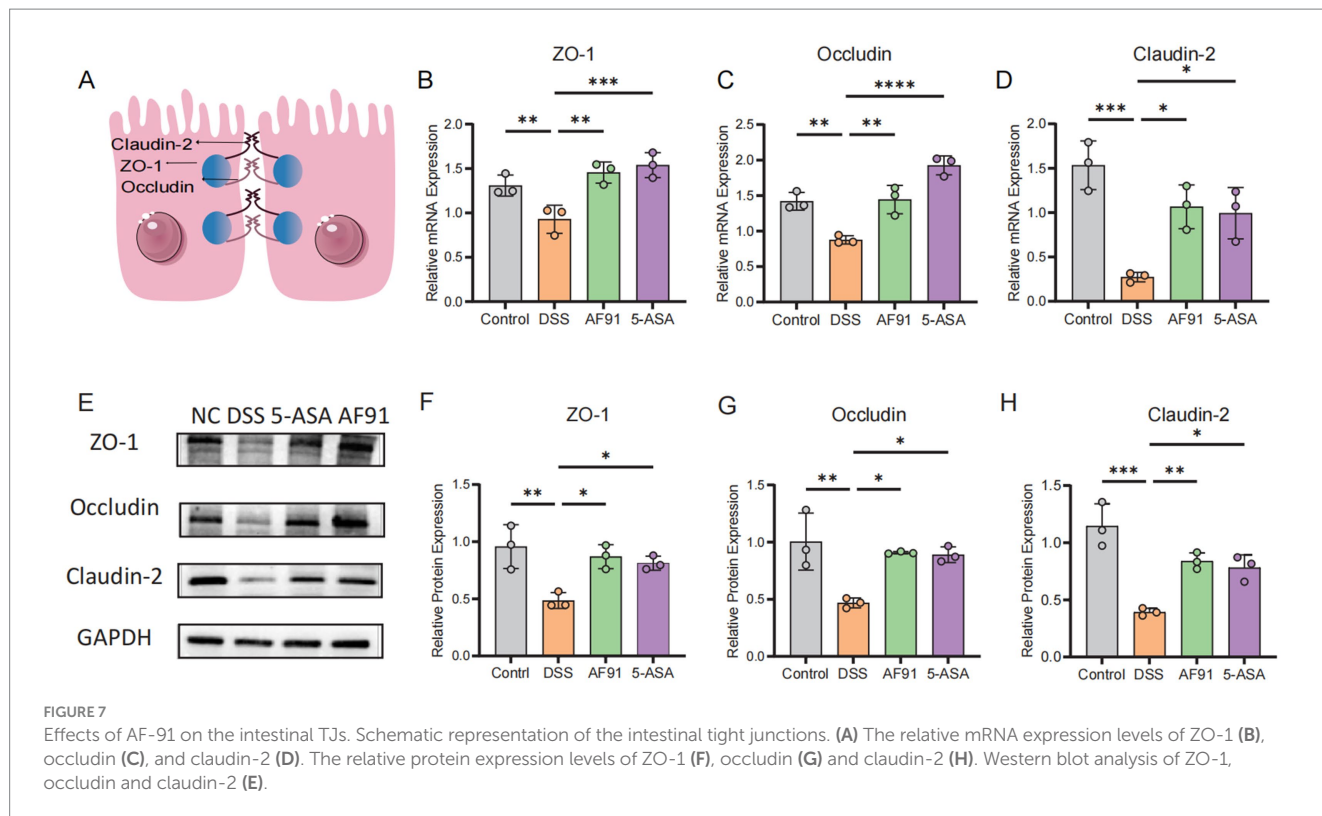 A
Claudin-2
ZO-1
Occludin
B
ZO-1
Relative mRNA Expression
2.0
1.5
1.0
0.5
0.0
** ** ***
Control DSS AF91 5-ASA
C
Occludin
Relative mRNA Expression
2.5
2.0
1.5
1.0
0.5
0.0
** ** ****
Control DSS AF91 5-ASA
D
Claudin-2
Relative mRNA Expression
2.0
1.5
1.0
0.5
0.0
*** * *
Control DSS AF91 5-ASA
E
NC DSS 5-ASA AF91
ZO-1
Occludin
Claudin-2
GAPDH
F
ZO-1
Relative Protein Expression
1.5
1.0
0.5
0.0
** * *
Contrl DSS AF91 5-ASA
G
Occludin
Relative Protein Expression
1.5
1.0
0.5
0.0
** * *
Control DSS AF91 5-ASA
H
Claudin-2
Relative Protein Expression
1.5
1.0
0.5
0.0
*** ** *
Control DSS AF91 5-ASA
FIGURE 7
Effects of AF-91 on the intestinal TJs. Schematic representation of the intestinal tight junctions. (A) The relative mRNA expression levels of ZO-1 (B),
occludin (C), and claudin-2 (D). The relative protein expression levels of ZO-1 (F), occludin (G) and claudin-2 (H). Western blot analysis of ZO-1,
occludin and claudin-2 (E).